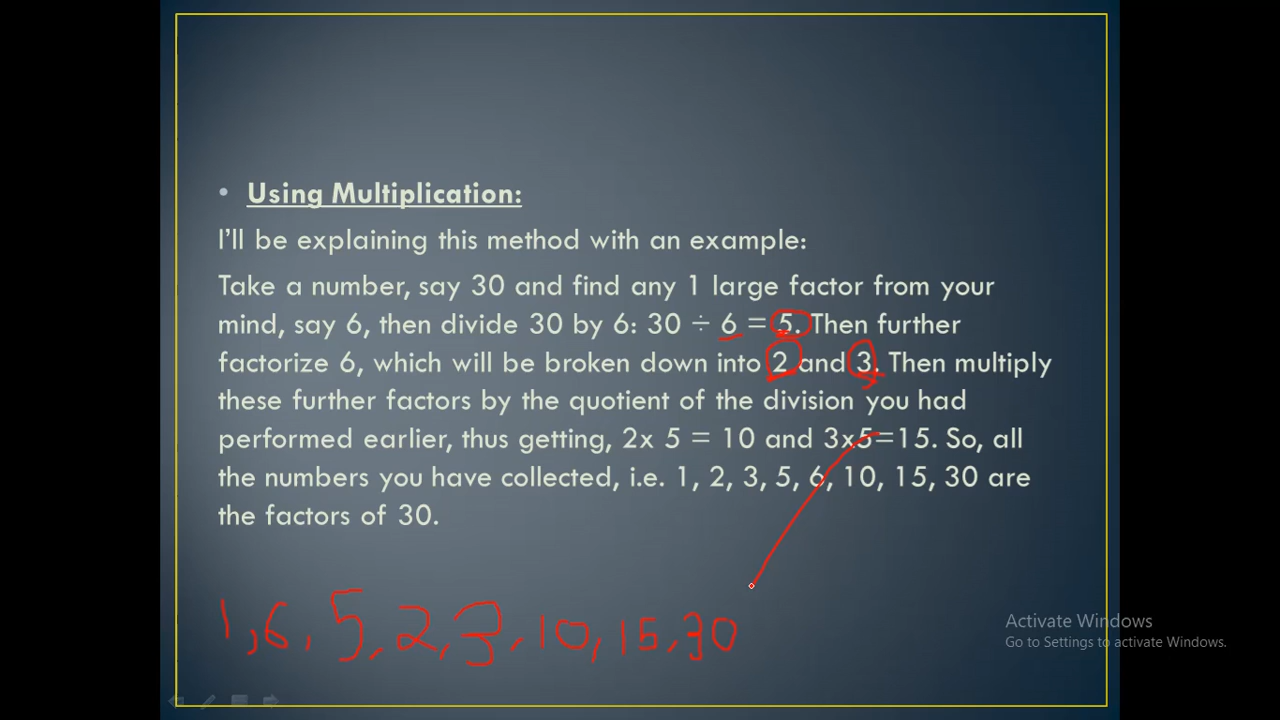 • Using Multiplication:
I'll be explaining this method with an example:
Take a number, say 30 and find any 1 large factor from your
mind, say 6, then divide 30 by 6: 30 ÷ 6 = 5. Then further
factorize 6, which will be broken down into 2 and 3. Then multiply
these further factors by the quotient of the division you had
performed earlier, thus getting, 2x 5 = 10 and 3x5=15. So, all
the numbers you have collected, i.e. 1, 2, 3, 5, 6, 10, 15, 30 are
the factors of 30.
1,6,5,2,3,10,15,30
Activate Windows
Go to Settings to activate Windows.